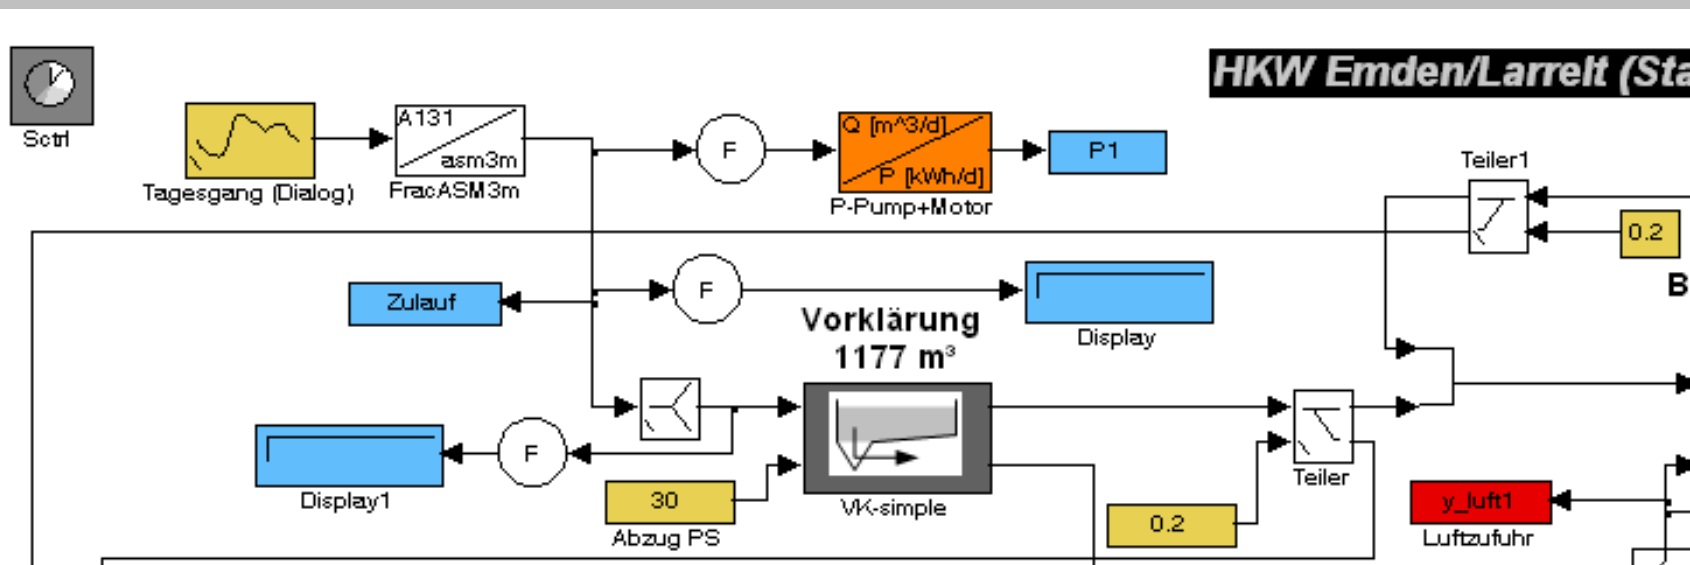 HKW Emden/Larrelt (Sta
Sctrl
Tagesgang (Dialog)
A131
asm3m
FracASM3m
F
Q [m^3/d]
P [kWh/d]
P-Pump+Motor
P1
Teiler1
0.2
B
Zulauf
F
Display
Vorklärung
1177 m³
Display1
F
30
Abzug PS
VK-simple
0.2
Teiler
y_luft1
Luftzufuhr